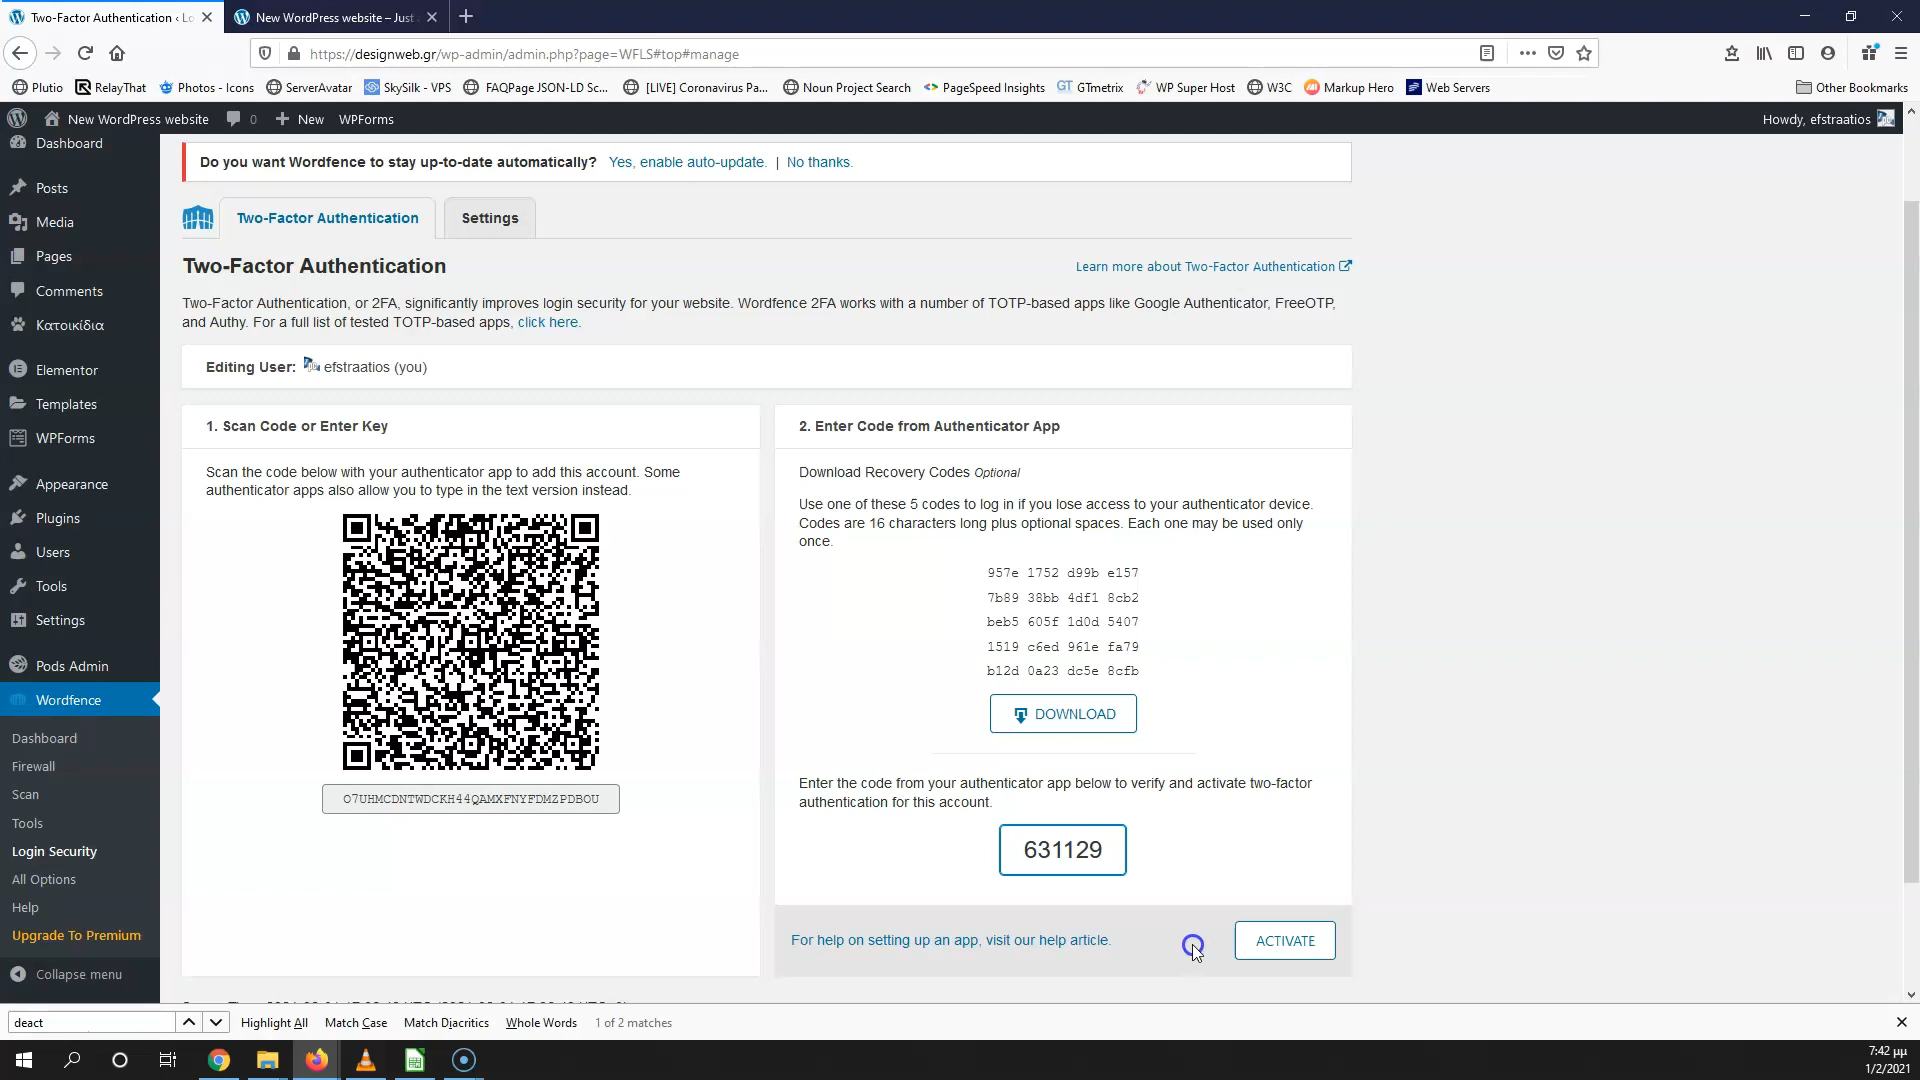 Two-Factor Authentication ‹ Lo
New WordPress website – Just
https://designweb.gr/wp-admin/admin.php?page=WFLS#top#manage
Plutio
RelayThat
Photos - Icons
ServerAvatar
SkySilk - VPS
FAQPage JSON-LD Sc...
[LIVE] Coronavirus Pa...
Noun Project Search
PageSpeed Insights
GT GTmetrix
WP Super Host
W3C
Markup Hero
Web Servers
Other Bookmarks
New WordPress website
0
New
WPForms
Howdy, efstraatios
Dashboard
Posts
Media
Pages
Comments
Κατοικίδια
Elementor
Templates
WPForms
Appearance
Plugins
Users
Tools
Settings
Pods Admin
Wordfence
Dashboard
Firewall
Scan
Tools
Login Security
All Options
Help
Upgrade To Premium
Collapse menu
Do you want Wordfence to stay up-to-date automatically? Yes, enable auto-update. | No thanks.
Two-Factor Authentication
Settings
Two-Factor Authentication
Learn more about Two-Factor Authentication
Two-Factor Authentication, or 2FA, significantly improves login security for your website. Wordfence 2FA works with a number of TOTP-based apps like Google Authenticator, FreeOTP,
and Authy. For a full list of tested TOTP-based apps, click here.
Editing User: efstraatios (you)
1. Scan Code or Enter Key
Scan the code below with your authenticator app to add this account. Some
authenticator apps also allow you to type in the text version instead.
O7UHMCDNTWDCKH44QAMXFNYFDMZPDBOU
2. Enter Code from Authenticator App
Download Recovery Codes Optional
Use one of these 5 codes to log in if you lose access to your authenticator device.
Codes are 16 characters long plus optional spaces. Each one may be used only
once.
957e 1752 d99b e157
7b89 38bb 4df1 8cb2
beb5 605f 1d0d 5407
1519 c6ed 961e fa79
b12d 0a23 dc5e 8cfb
DOWNLOAD
Enter the code from your authenticator app below to verify and activate two-factor
authentication for this account.
631129
For help on setting up an app, visit our help article.
ACTIVATE
deact
Highlight All
Match Case
Match Diacritics
Whole Words
1 of 2 matches
7:42 μμ
1/2/2021